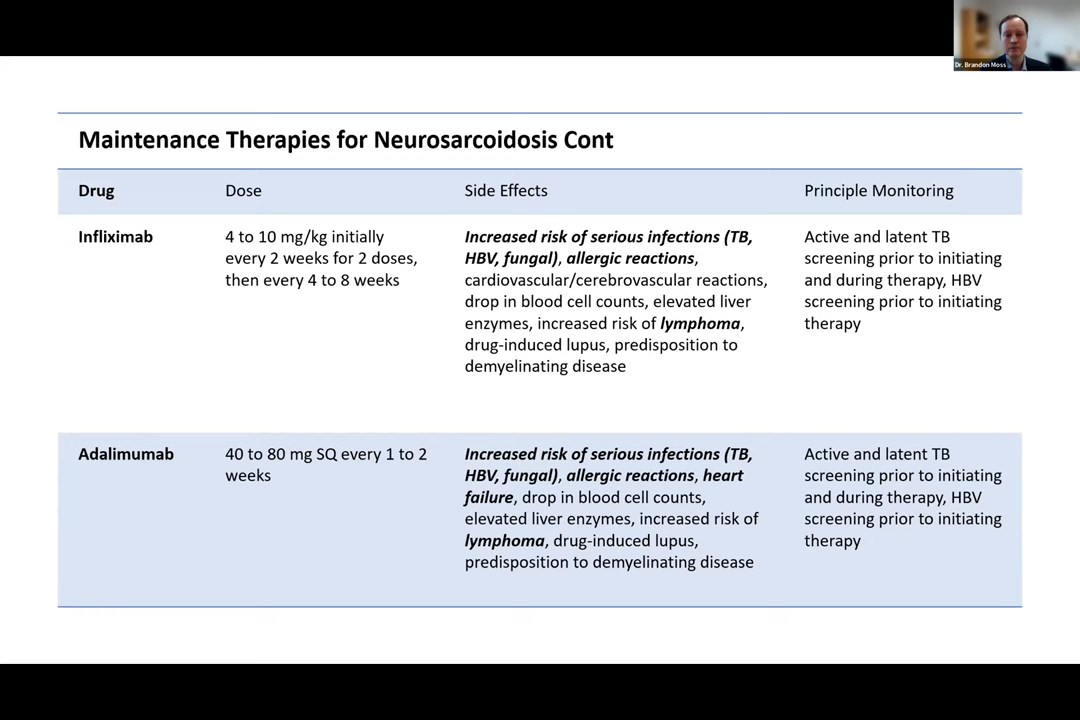 Dr. Brandon Moss
Maintenance Therapies for Neurosarcoidosis Cont
Drug
Dose
Side Effects
Principle Monitoring
Infliximab
4 to 10 mg/kg initially
every 2 weeks for 2 doses,
then every 4 to 8 weeks
Increased risk of serious infections (TB,
HBV, fungal), allergic reactions,
cardiovascular/cerebrovascular reactions,
drop in blood cell counts, elevated liver
enzymes, increased risk of lymphoma,
drug-induced lupus, predisposition to
demyelinating disease
Active and latent TB
screening prior to initiating
and during therapy, HBV
screening prior to initiating
therapy
Adalimumab
40 to 80 mg SQ every 1 to 2
weeks
Increased risk of serious infections (TB,
HBV, fungal), allergic reactions, heart
failure, drop in blood cell counts,
elevated liver enzymes, increased risk of
lymphoma, drug-induced lupus,
predisposition to demyelinating disease
Active and latent TB
screening prior to initiating
and during therapy, HBV
screening prior to initiating
therapy